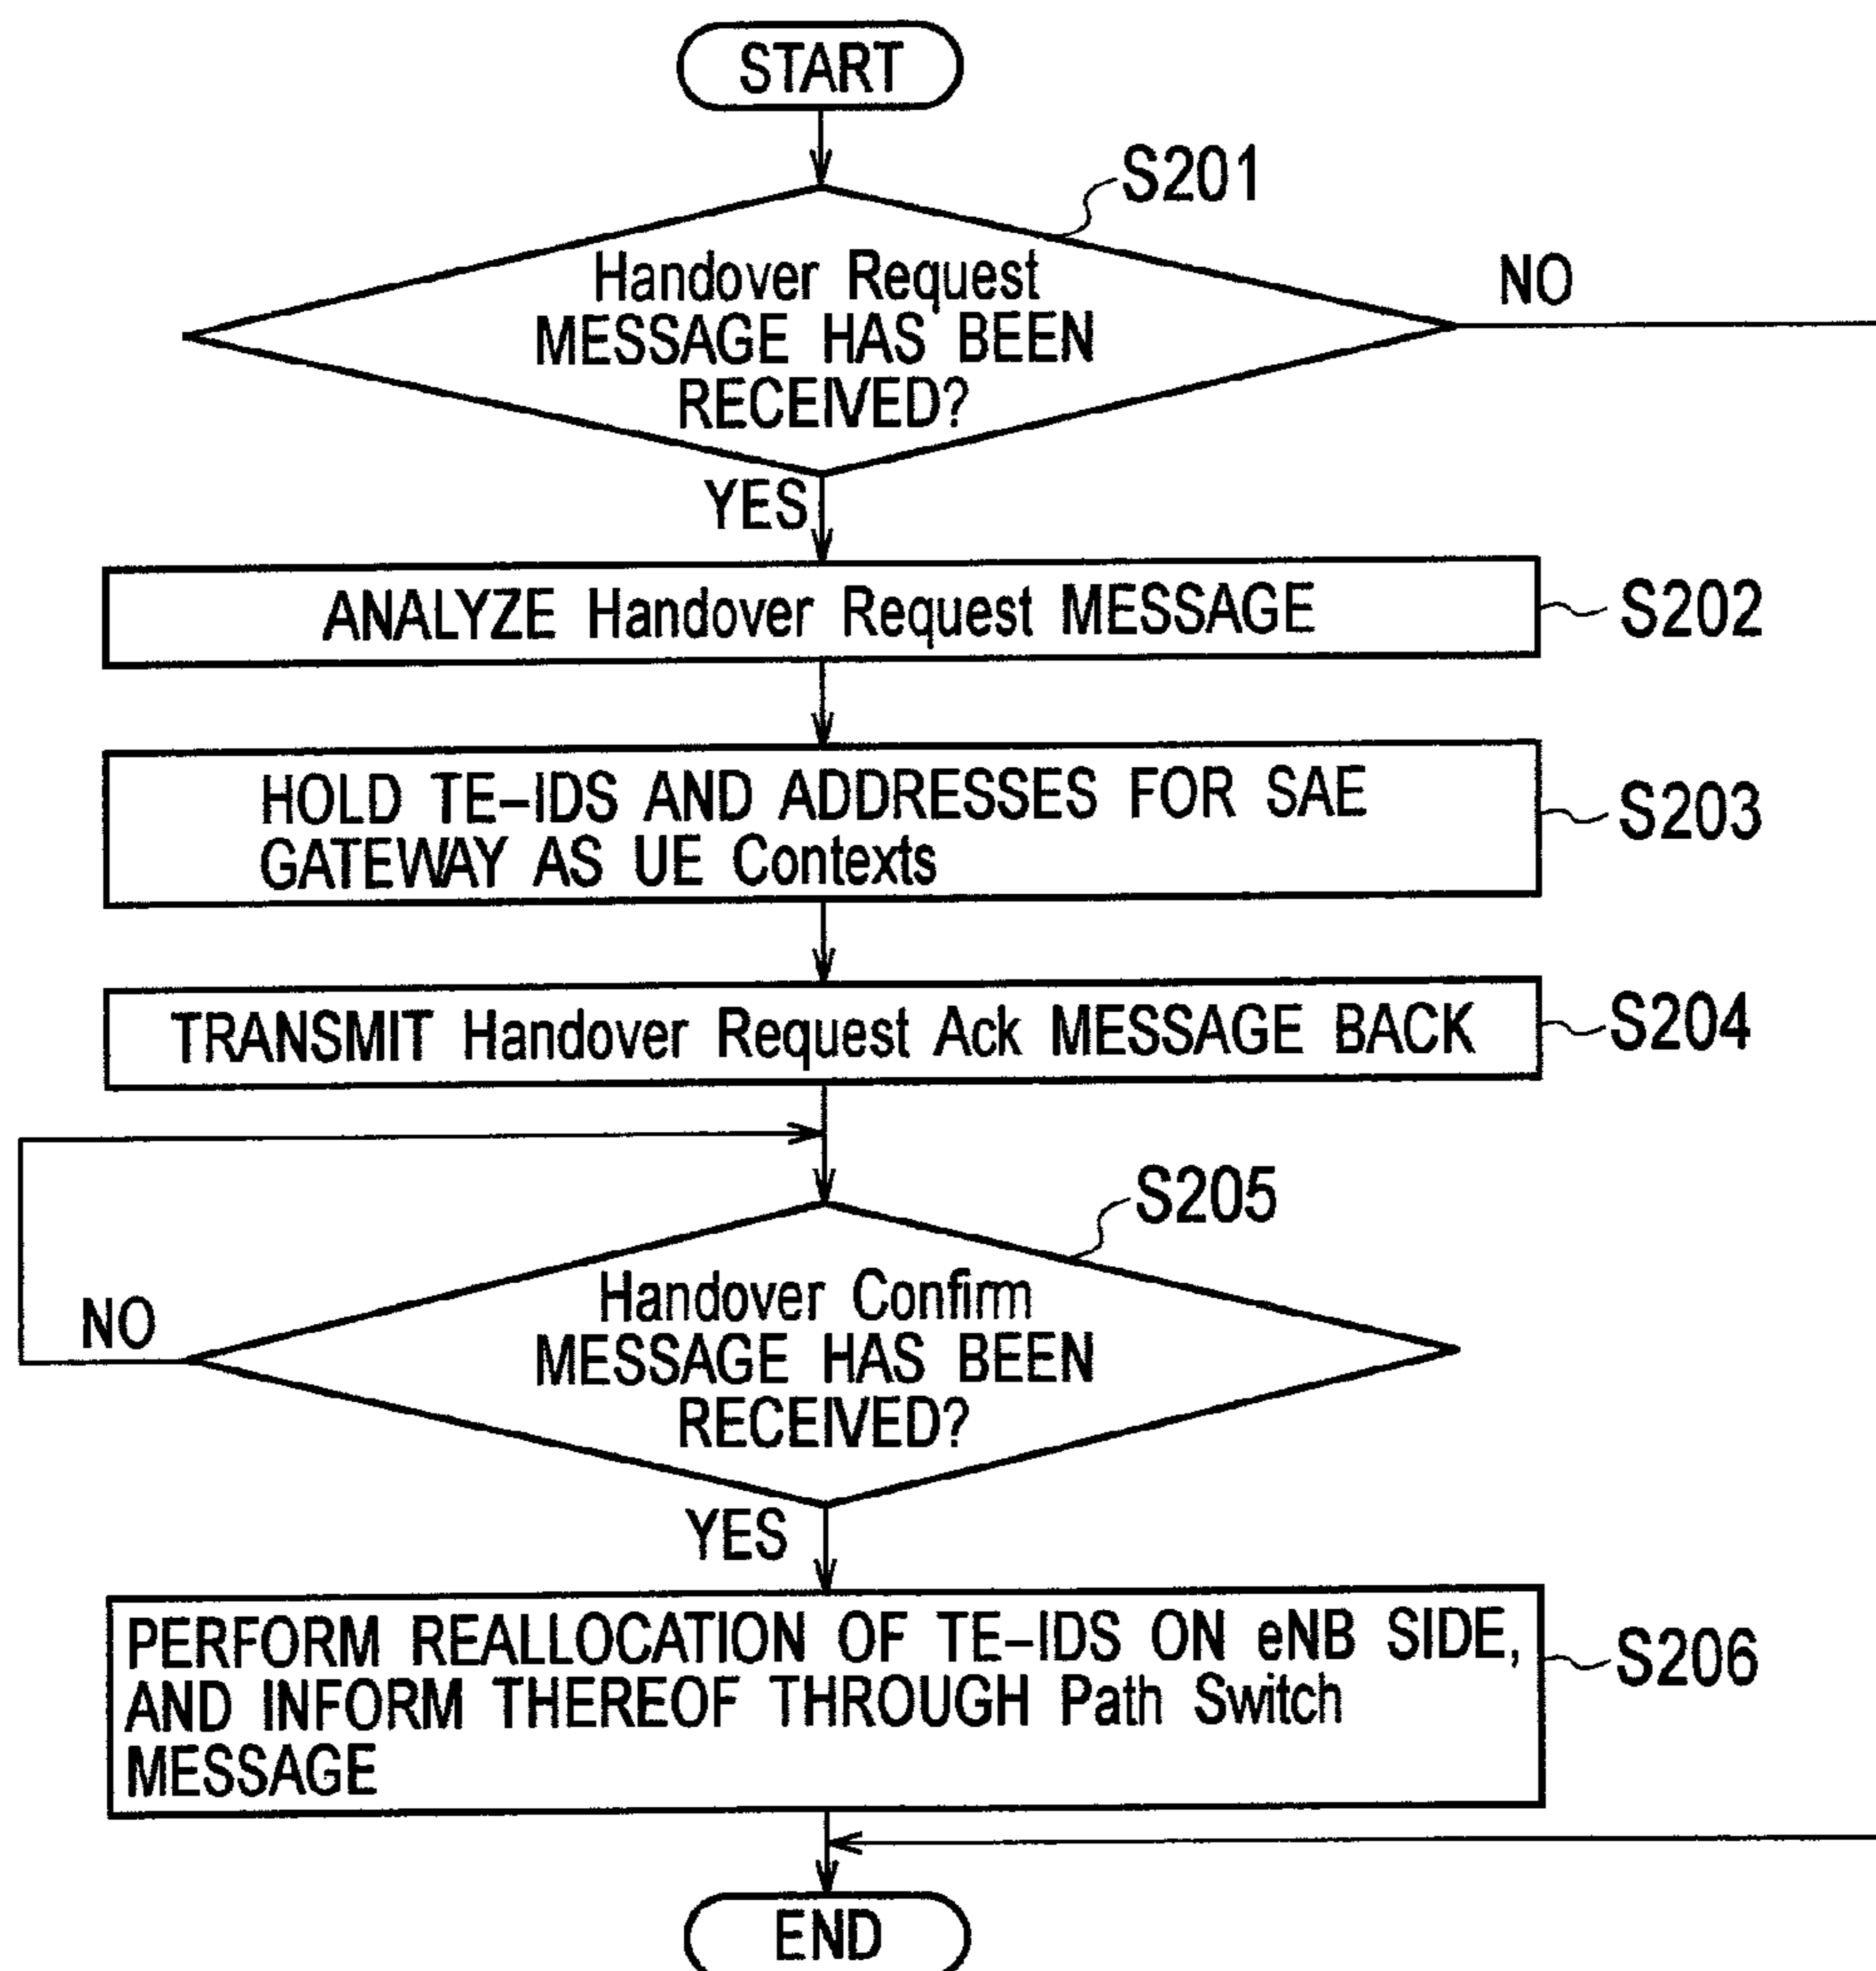 START
S201
Handover Request
MESSAGE HAS BEEN
RECEIVED?
NO
YES
ANALYZE Handover Request MESSAGE
S202
HOLD TE-IDS AND ADDRESSES FOR SAE
GATEWAY AS UE Contexts
S203
TRANSMIT Handover Request Ack MESSAGE BACK
S204
S205
Handover Confirm
MESSAGE HAS BEEN
RECEIVED?
NO
YES
PERFORM REALLOCATION OF TE-IDS ON eNB SIDE,
AND INFORM THEREOF THROUGH Path Switch
MESSAGE
S206
END